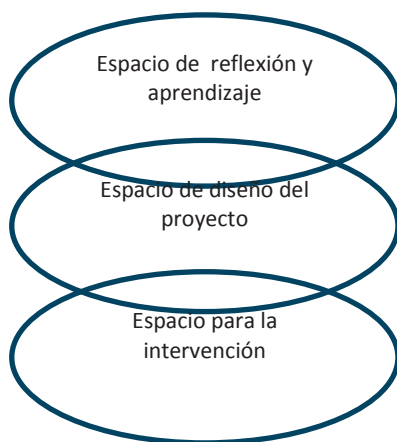 Espacio de reflexión y
aprendizaje
Espacio de diseño del
proyecto
Espacio para la
intervención